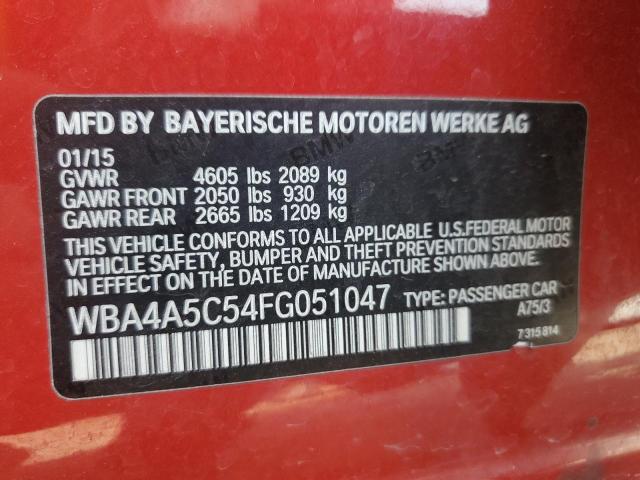 MFD BY BAYERISCHE MOTOREN WERKE AG
01/15
GVWR 4605 lbs 2089 kg
GAWR FRONT 2050 lbs 930 kg
GAWR REAR 2665 lbs 1209 kg
THIS VEHICLE CONFORMS TO ALL APPLICABLE U.S.FEDERAL MOTOR
VEHICLE SAFETY, BUMPER AND THEFT PREVENTION STANDARDS
IN EFFECT ON THE DATE OF MANUFACTURE SHOWN ABOVE.
WBA4A5C54FG051047 TYPE: PASSENGER CAR
A75/3
7 315 814
BMW